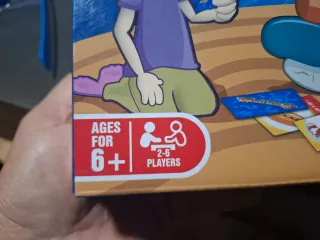 AGES
FOR
6+
2-6
PLAYERS